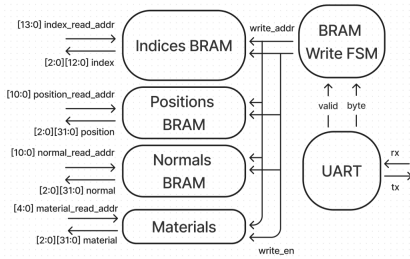 [13:0] index_read_addr
[2:0][12:0] index
Indices BRAM
write_addr
BRAM
Write FSM
[10:0] position_read_addr
[2:0][31:0] position
Positions
BRAM
valid
byte
[10:0] normal_read_addr
[2:0][31:0] normal
Normals
BRAM
UART
rx
tx
[4:0] material_read_addr
[2:0][31:0] material
Materials
write_en